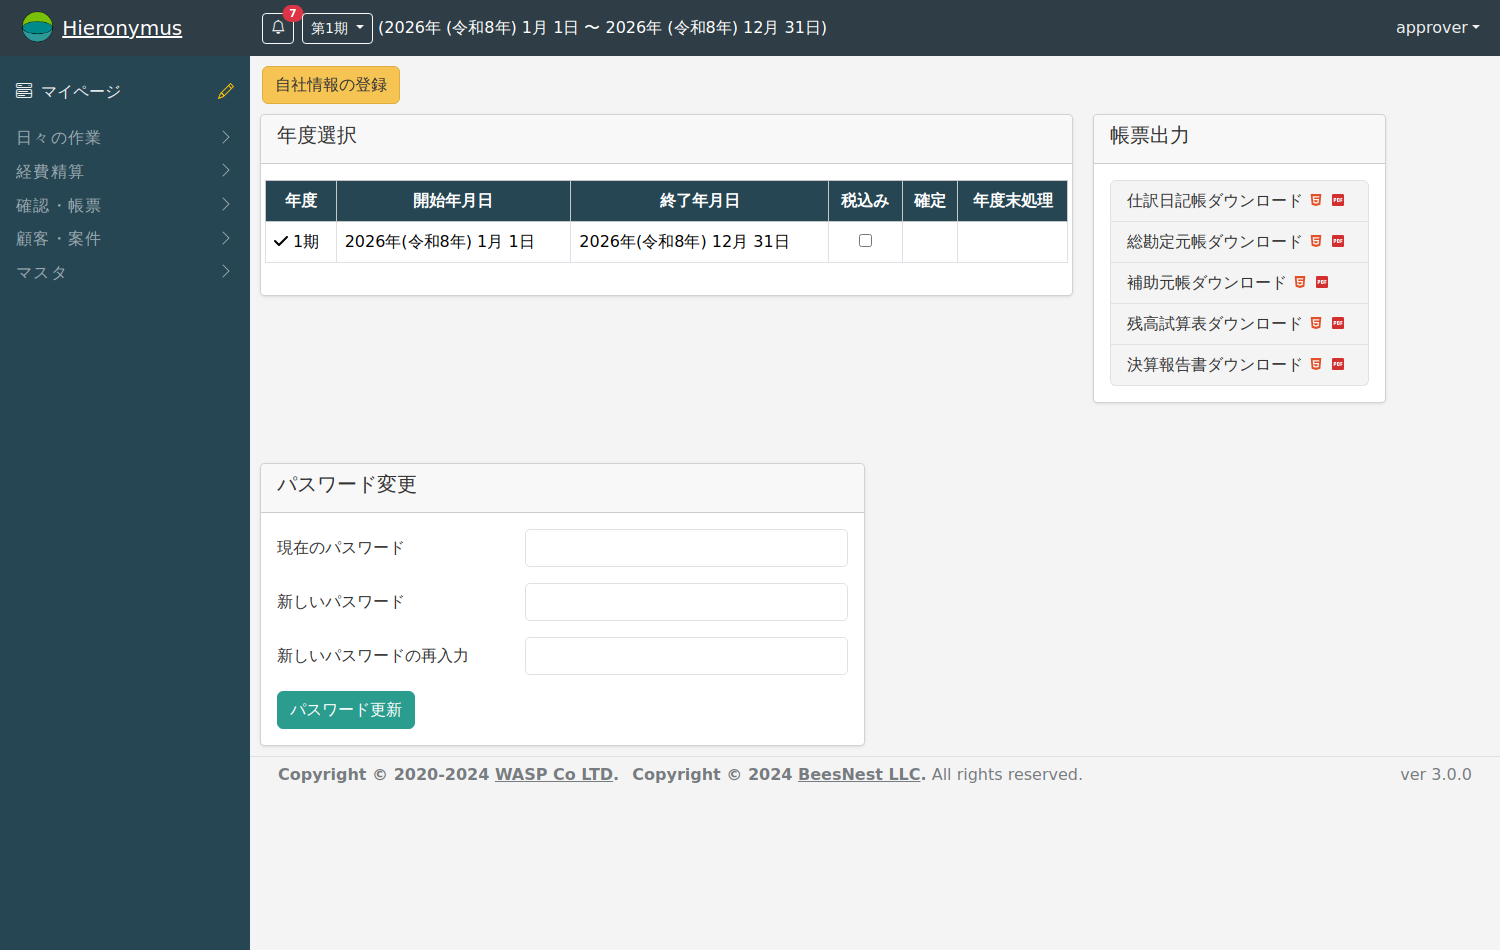 Hieronymus
7
第1期
(2026年 (令和8年) 1月 1日 〜 2026年 (令和8年) 12月 31日)
approver
マイページ
日々の作業
経費精算
確認・帳票
顧客・案件
マスタ
自社情報の登録
年度選択
年度 開始年月日 終了年月日 税込み 確定 年度末処理
1期 2026年(令和8年) 1月 1日 2026年(令和8年) 12月 31日
帳票出力
仕訳日記帳ダウンロード PDF
総勘定元帳ダウンロード PDF
補助元帳ダウンロード PDF
残高試算表ダウンロード PDF
決算報告書ダウンロード PDF
パスワード変更
現在のパスワード
新しいパスワード
新しいパスワードの再入力
パスワード更新
Copyright © 2020-2024 WASP Co LTD. Copyright © 2024 BeesNest LLC. All rights reserved.
ver 3.0.0